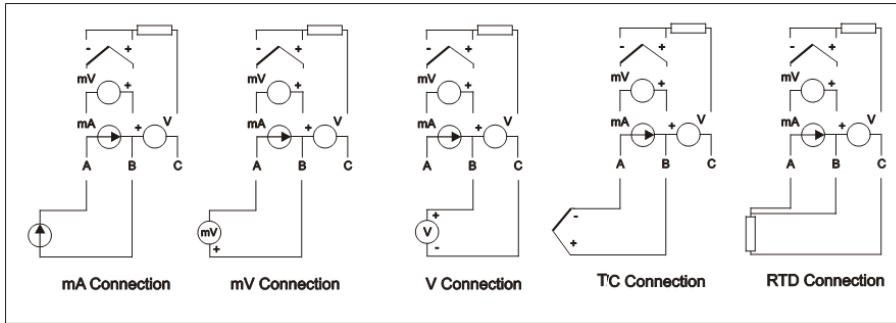 - + - + - + - + - +
mV mV mV mV mV
+ + + + +
mA + V mA + V mA + V mA + V mA + V
A B C A B C A B C A B C A B C
+ -
mV V
+ - +
mA Connection mV Connection V Connection T'C Connection RTD Connection